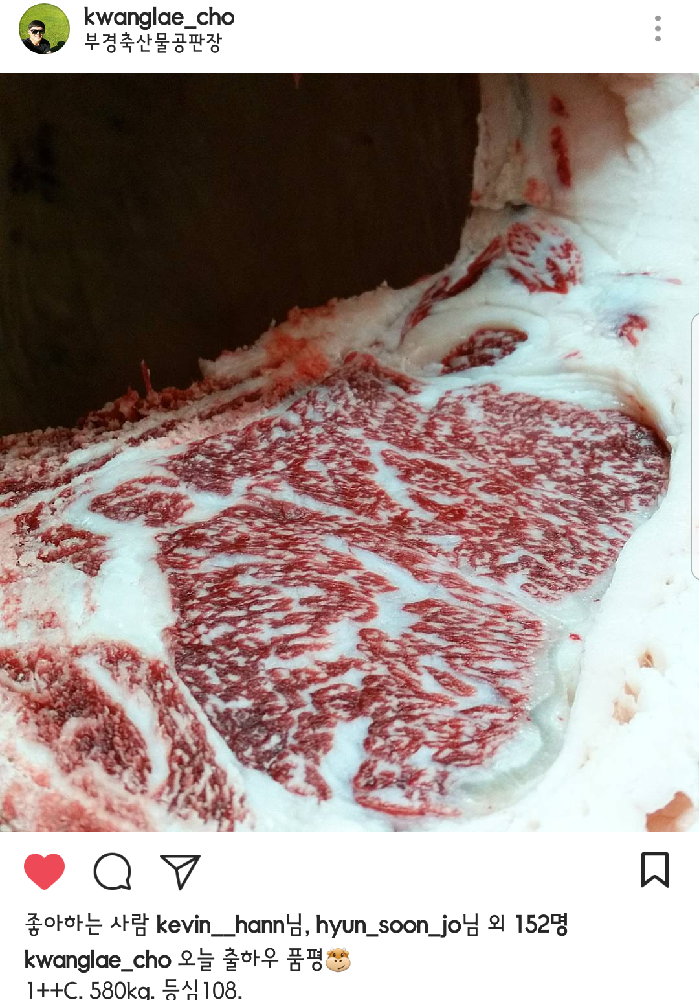 kwanglae_cho
부경축산물공판장
좋아하는 사람 kevin__hann님, hyun_soon_jo님 외 152명
kwanglae_cho 오늘 출하우 품평🐮
1++C. 580kg. 등심108.